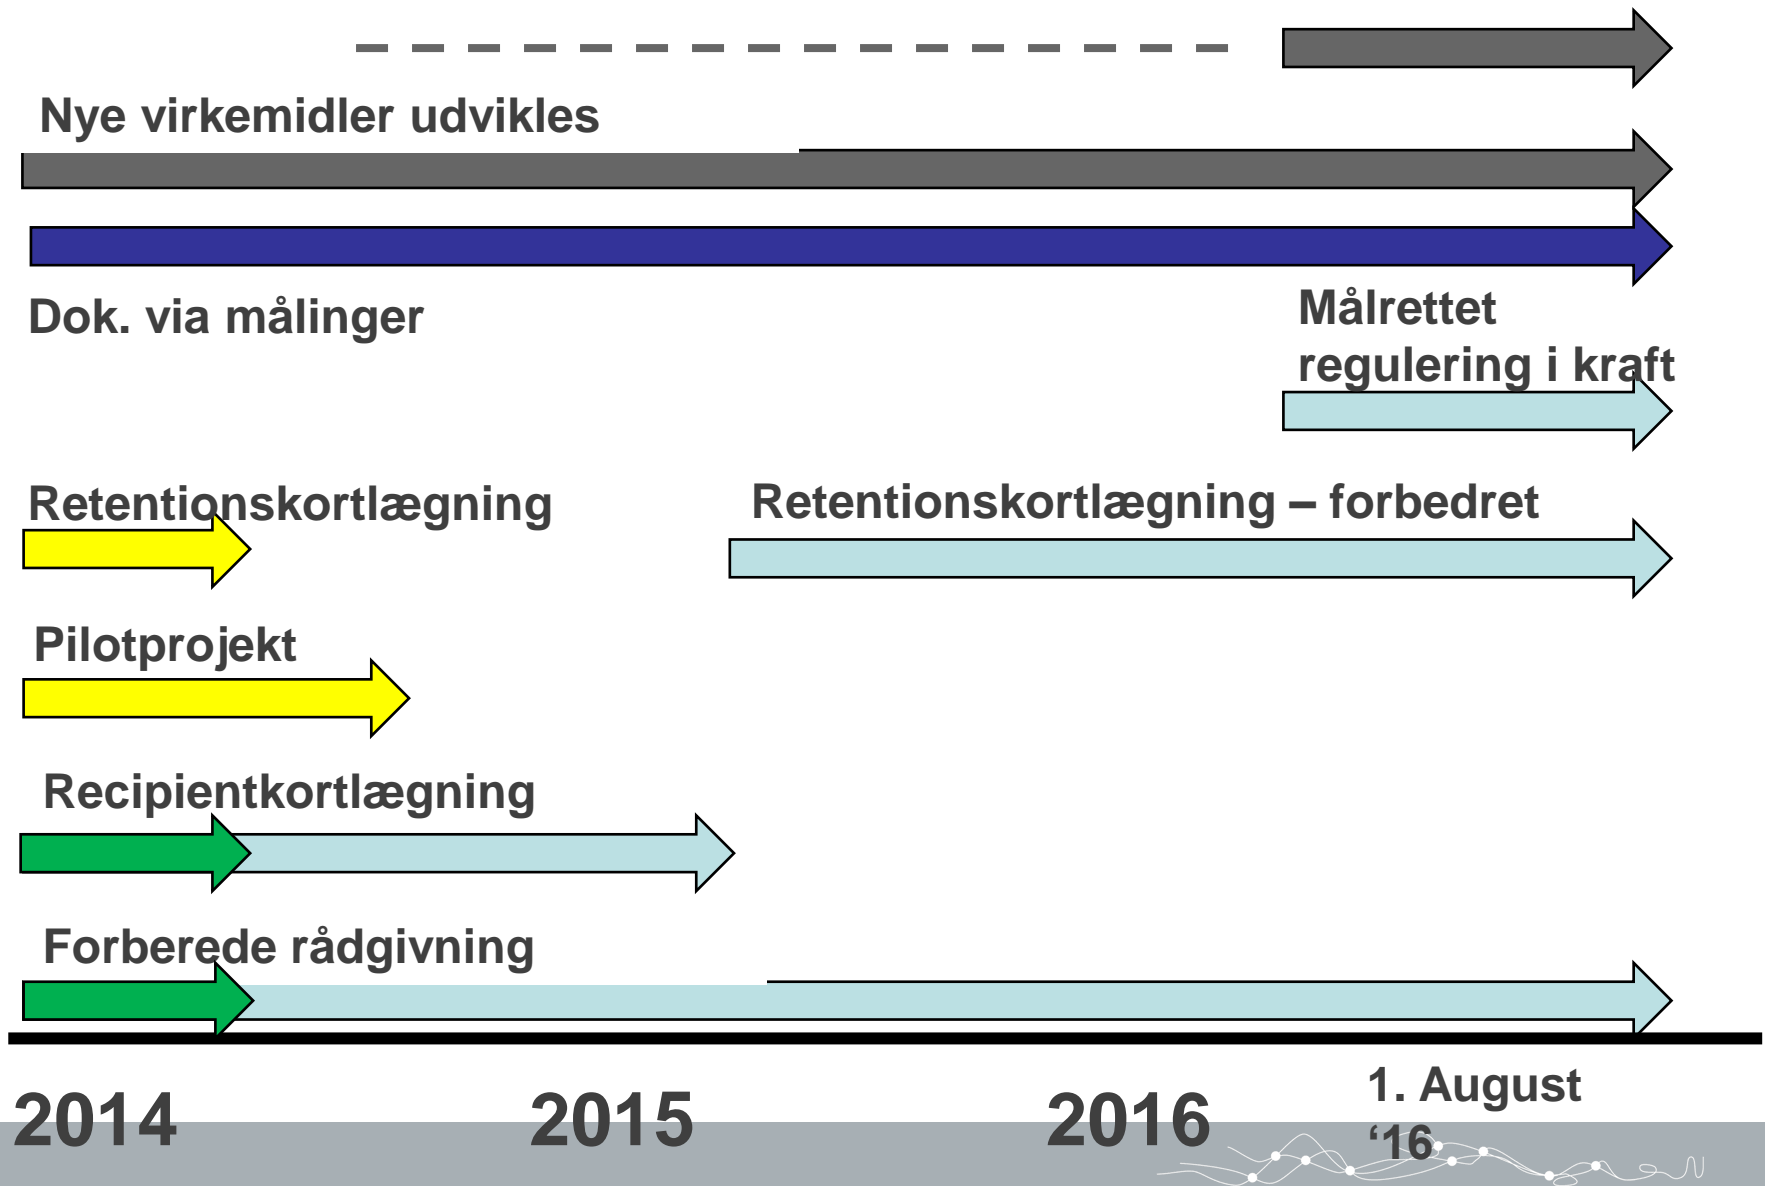 Nye virkemidler udvikles
Dok. via målinger
Målrettet
regulering i kraft
Retentionskortlægning
Retentionskortlægning – forbedret
Pilotprojekt
Recipientkortlægning
Forberede rådgivning
2014
2015
2016
1. August
‘16